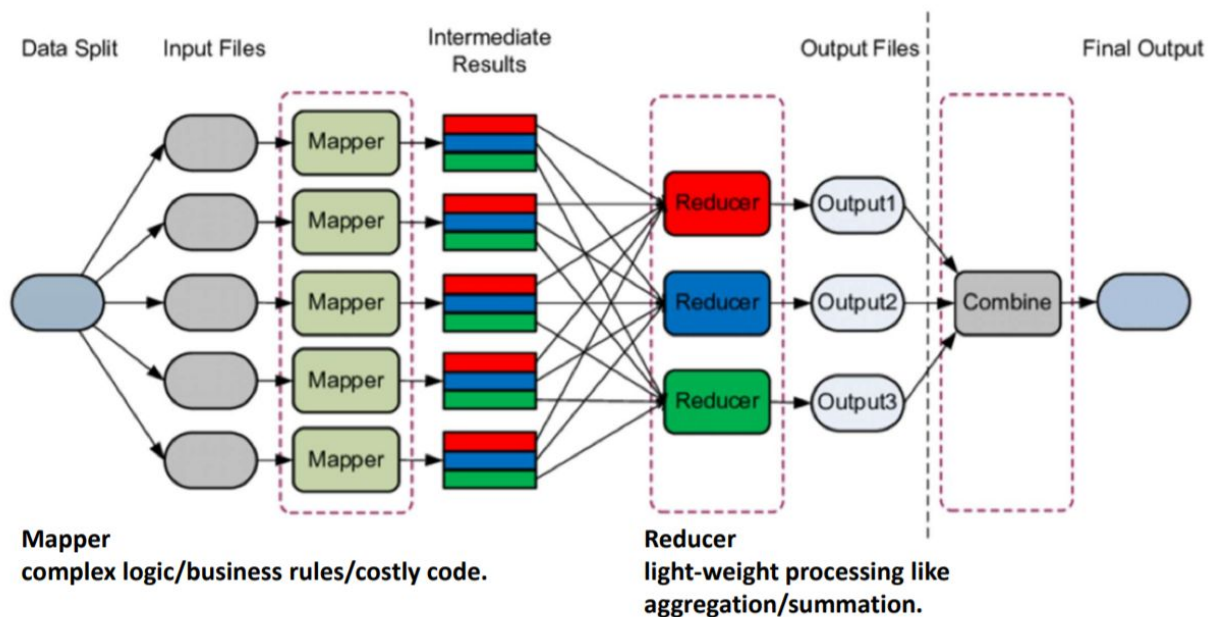 Data Split
Input Files
Intermediate
Results
Output Files
Final Output
Mapper
Mapper
Mapper
Mapper
Mapper
Reducer
Reducer
Reducer
Output1
Output2
Output3
Combine
Mapper
complex logic/business rules/costly code.
Reducer
light-weight processing like
aggregation/summation.